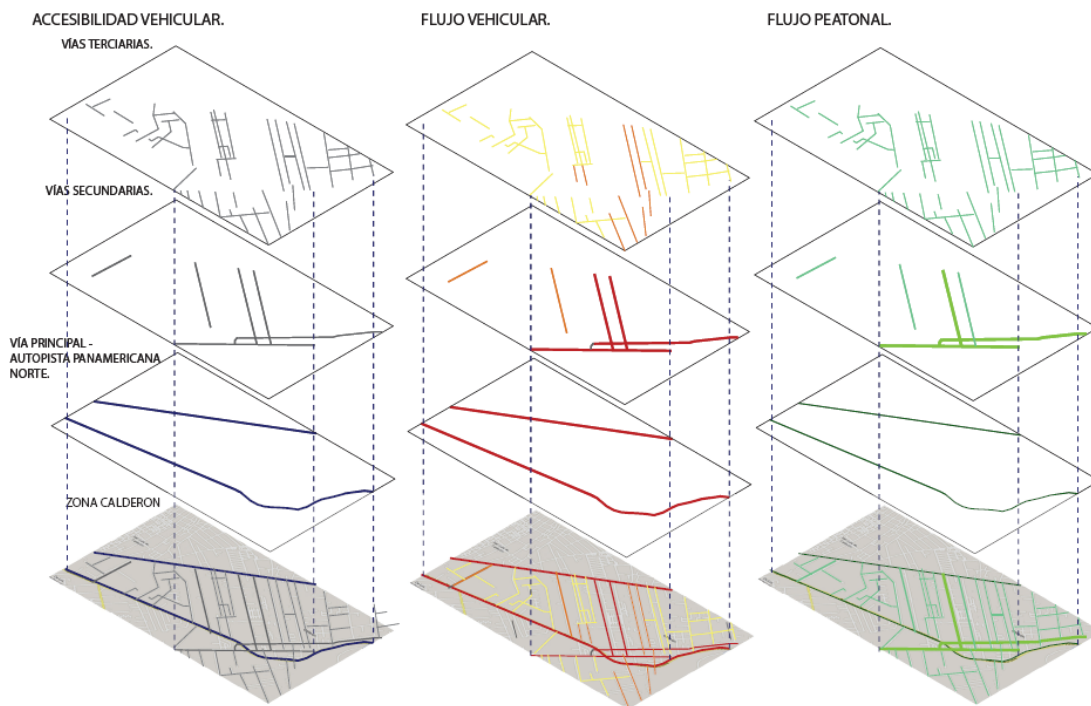 ACCESIBILIDAD VEHICULAR.
FLUJO VEHICULAR.
FLUJO PEATONAL.
VÍAS TERCIARIAS.
VÍAS SECUNDARIAS.
VÍA PRINCIPAL -
AUTOPISTA PANAMERICANA
NORTE.
ZONA CALDERON